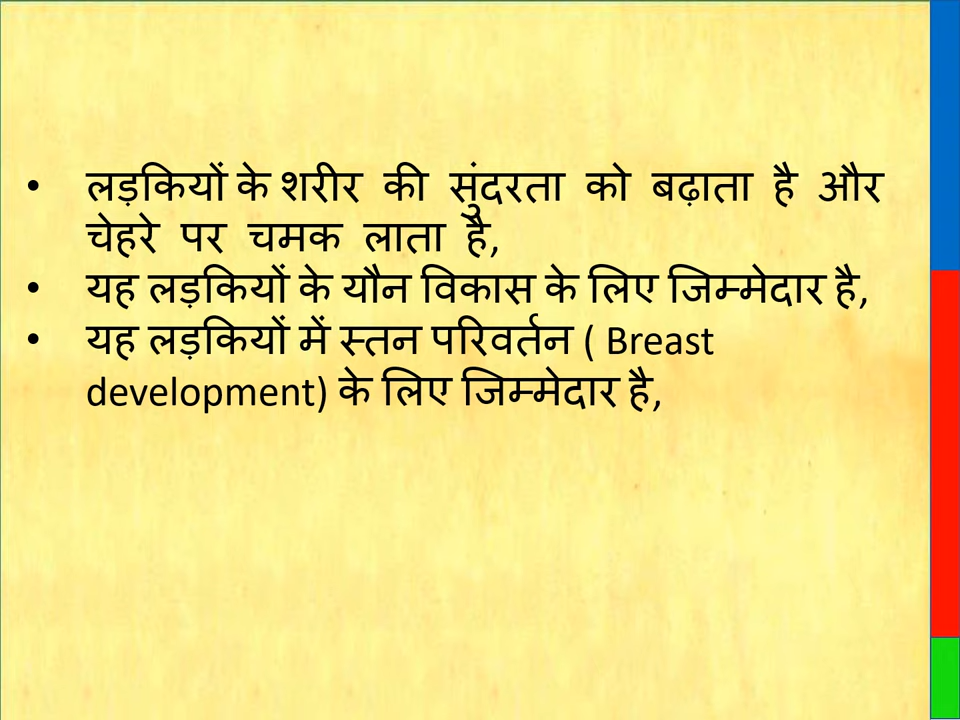 • लड़कियों के शरीर की सुंदरता को बढ़ाता है और
चेहरे पर चमक लाता है,
• यह लड़कियों के यौन विकास के लिए जिम्मेदार है,
• यह लड़कियों में स्तन परिवर्तन ( Breast
development) के लिए जिम्मेदार है,